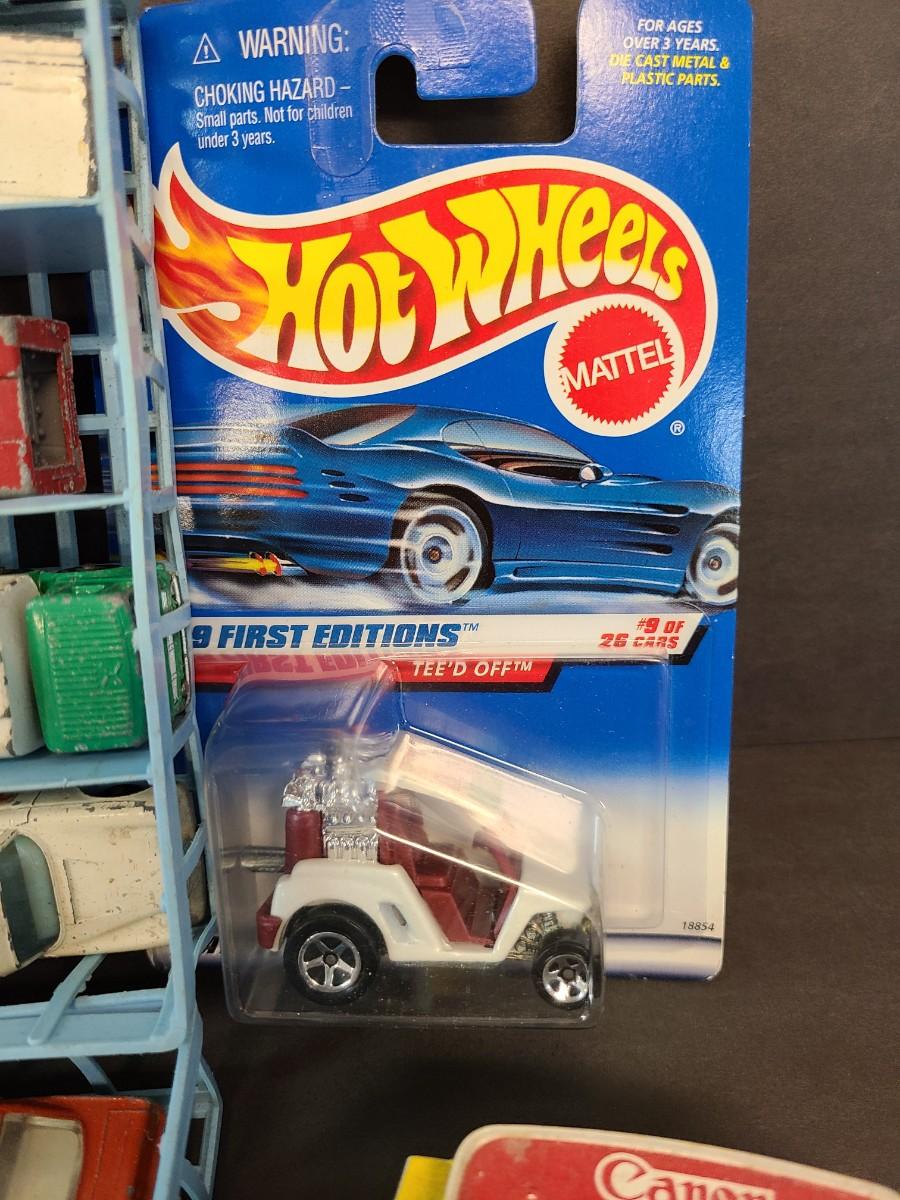 WARNING:
CHOKING HAZARD –
Small parts. Not for children
under 3 years.
FOR AGES
OVER 3 YEARS.
DIE CAST METAL &
PLASTIC PARTS.
HOT WHEELS
MATTEL
®
9 FIRST EDITIONS™
#9 OF
26 CARS
TEE'D OFF™
18854